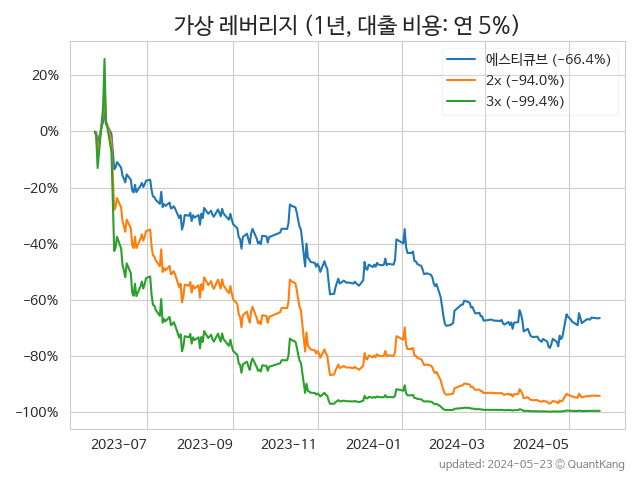 가상 레버리지 (1년, 대출 비용: 연 5%)
에스티큐브 (−66.4%)
2x (−94.0%)
3x (−99.4%)
20%
0%
−20%
−40%
−60%
−80%
−100%
2023-07 2023-09 2023-11 2024-01 2024-03 2024-05
updated: 2024-05-23 © QuantKang